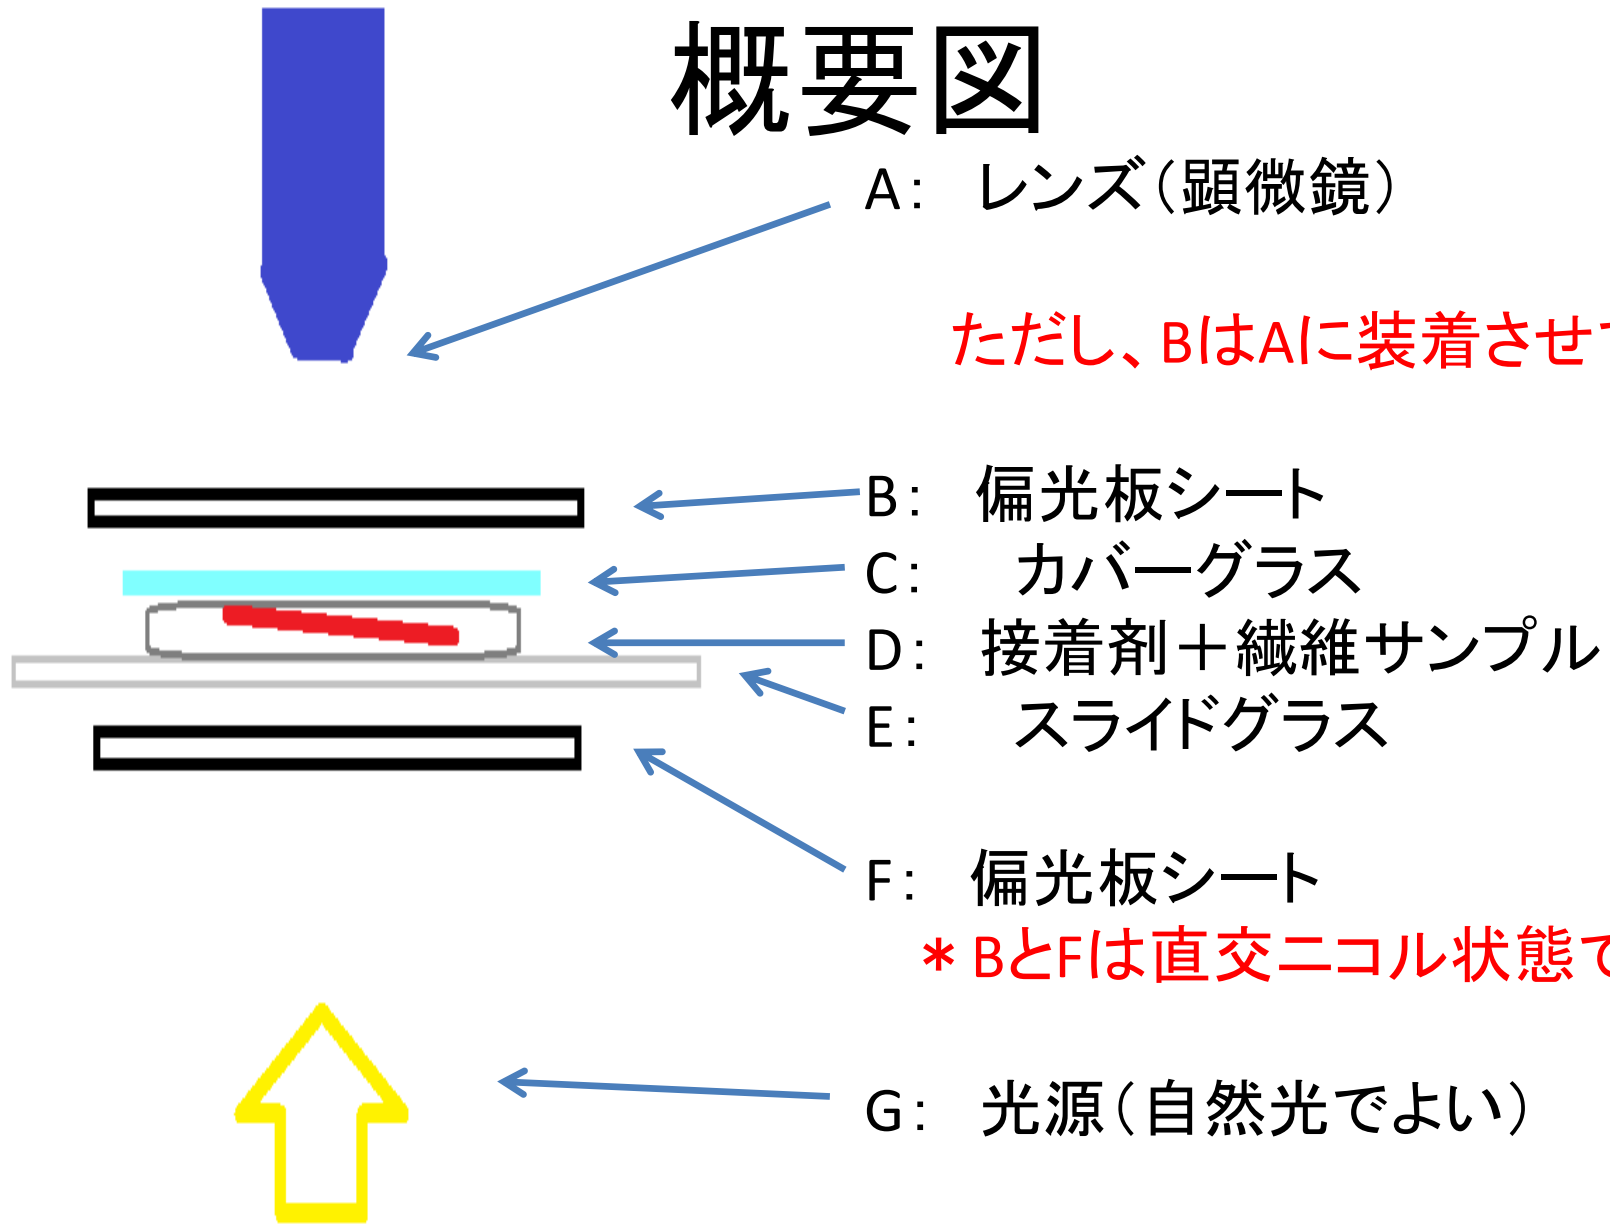 概要図
A： レンズ（顕微鏡）
ただし、BはAに装着させ
B： 偏光板シート
C： カバーグラス
D： 接着剤＋繊維サンプル
E： スライドグラス
F： 偏光板シート
＊BとFは直交ニコル状態で
G： 光源（自然光でよい）